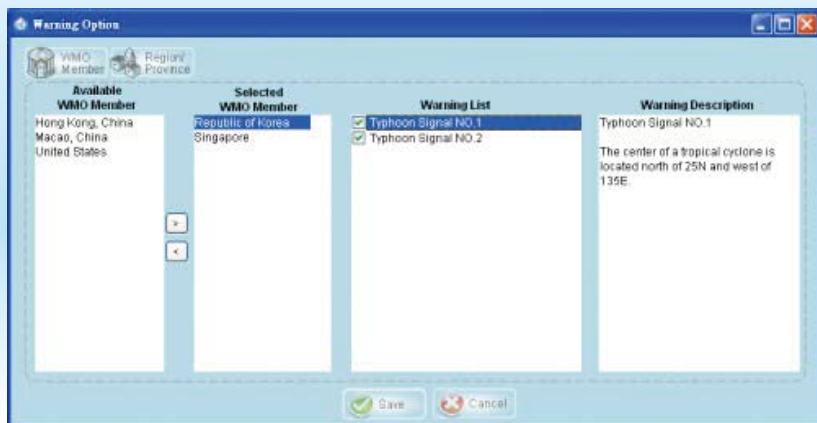 Warning Option
WMO
Member
Region/
Province
Available
WMO Member
Hong Kong, China
Macao, China
United States
>
<
Selected
WMO Member
Republic of Korea
Singapore
Warning List
Typhoon Signal NO.1
Typhoon Signal NO.2
Warning Description
Typhoon Signal NO.1
The center of a tropical cyclone is
located north of 25N and west of
135E.
Save
Cancel